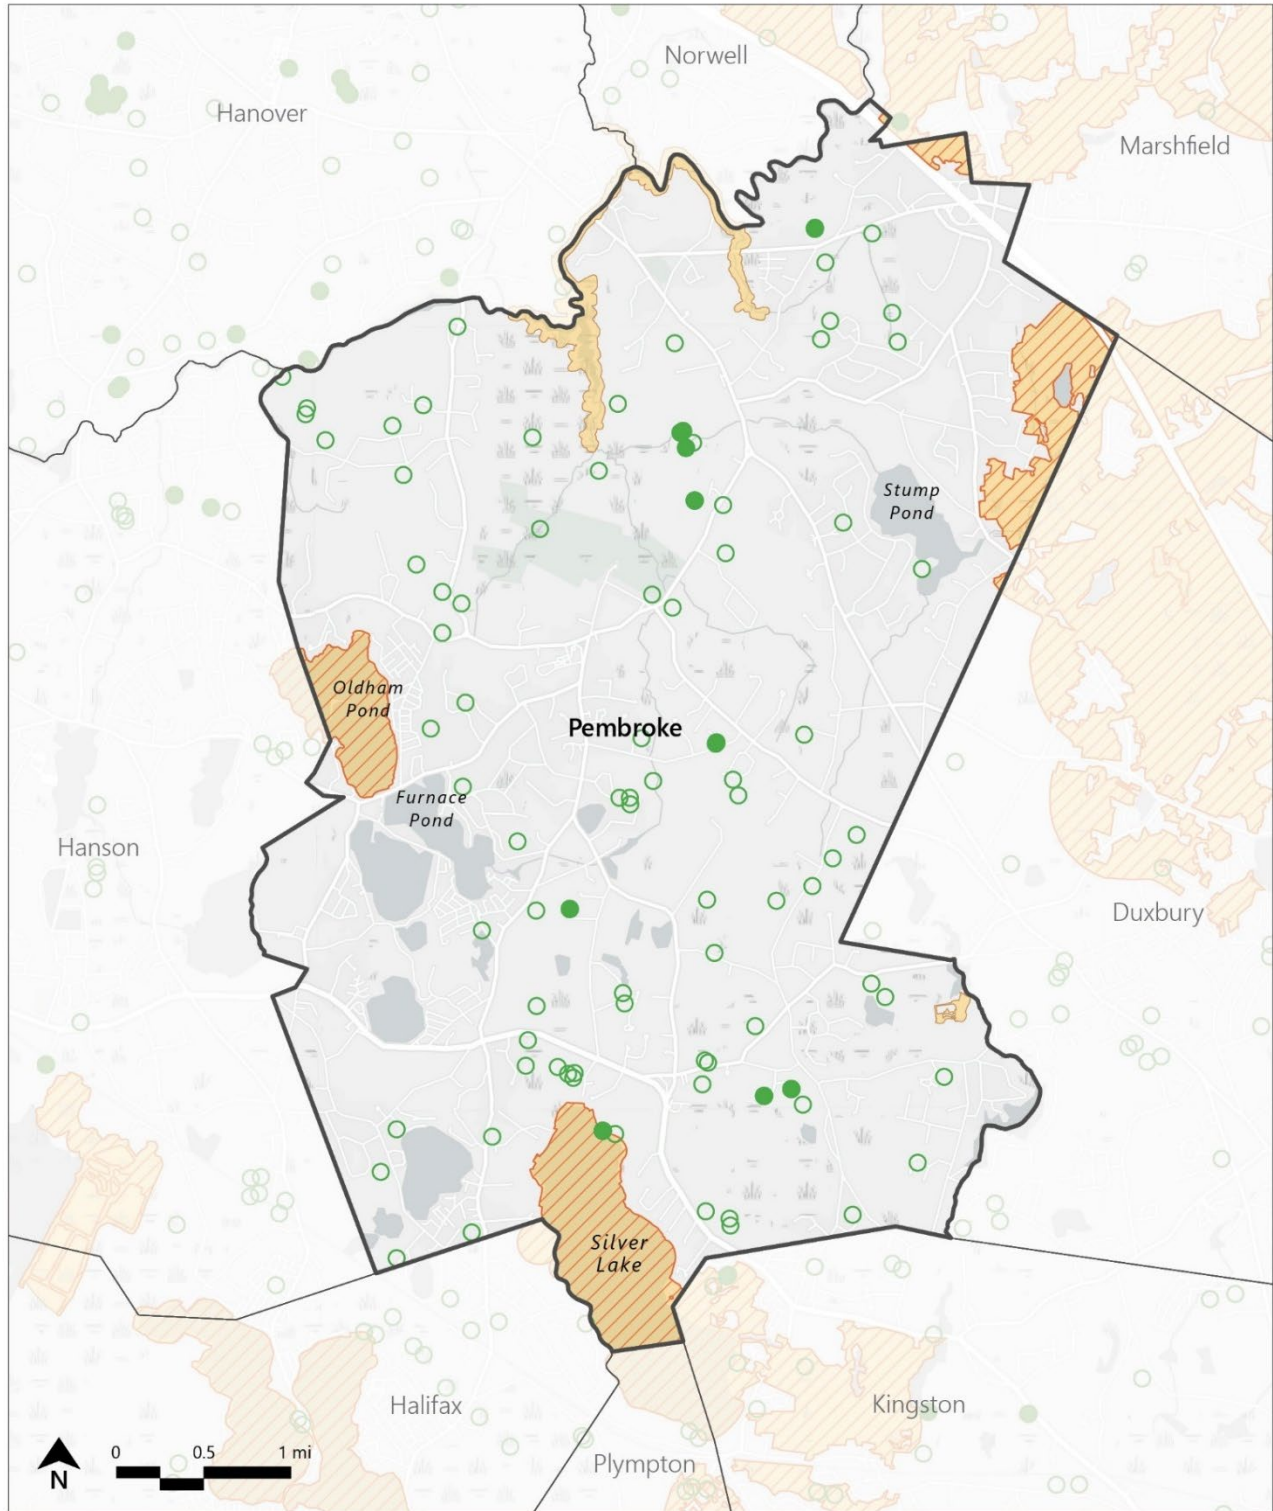 Norwell
Hanover
Marshfield
Stump
Pond
Oldham
Pond
Pembroke
Furnace
Pond
Hanson
Duxbury
Silver
Lake
Halifax
Kingston
Plympton
0 0.5 1 mi
N